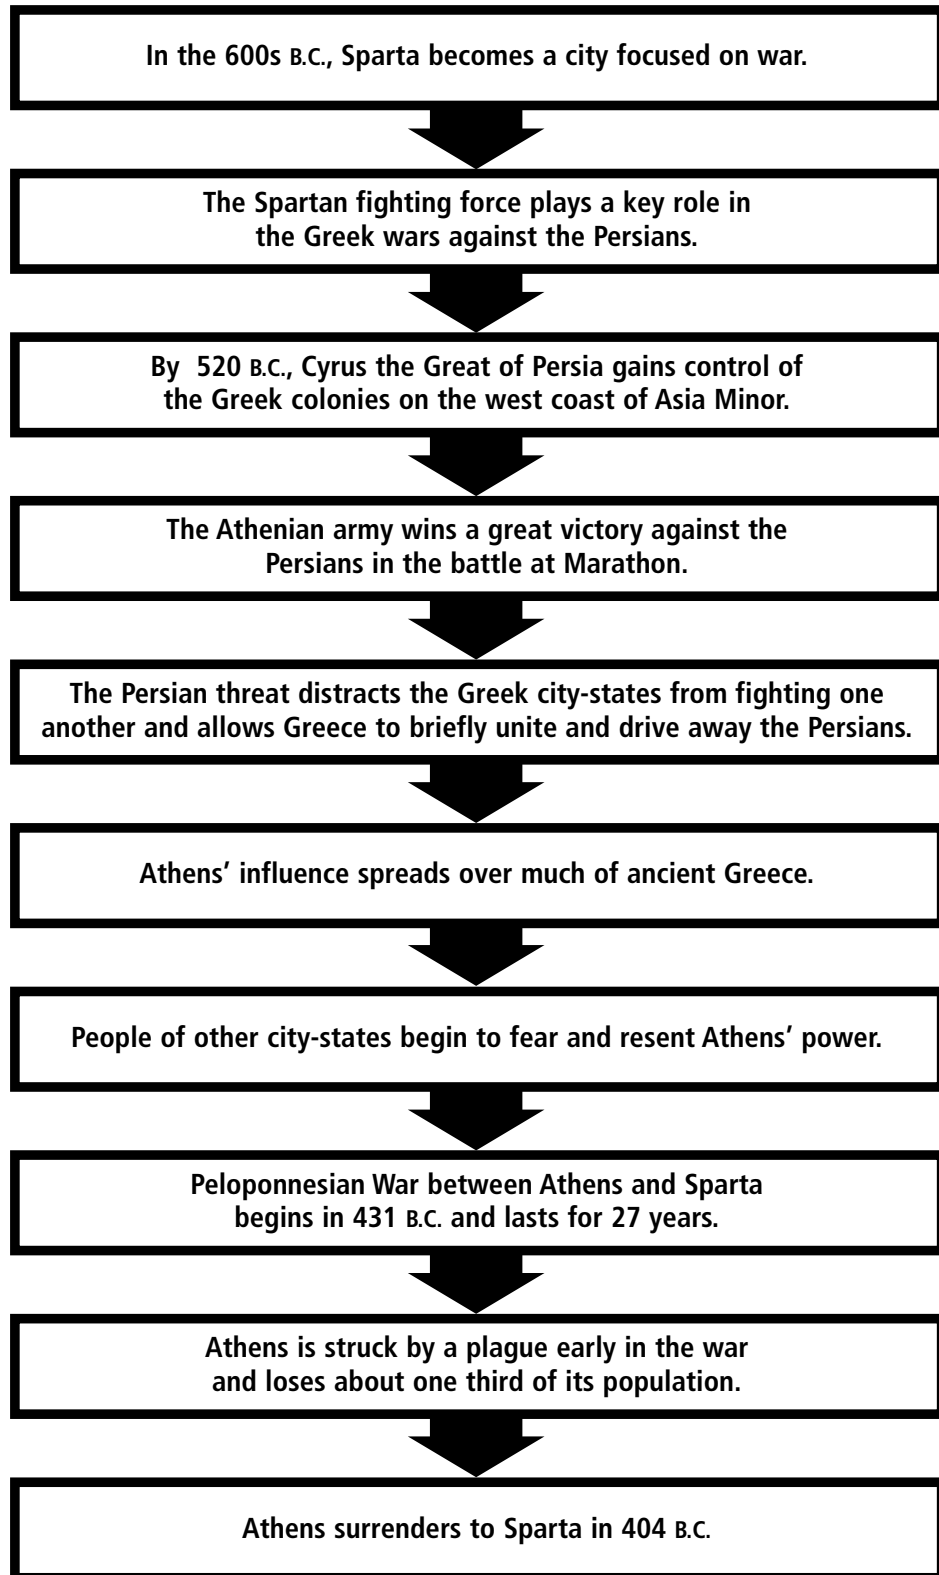 In the 600s B.C., Sparta becomes a city focused on war.
The Spartan fighting force plays a key role in
the Greek wars against the Persians.
By 520 B.C., Cyrus the Great of Persia gains control of
the Greek colonies on the west coast of Asia Minor.
The Athenian army wins a great victory against the
Persians in the battle at Marathon.
The Persian threat distracts the Greek city-states from fighting one
another and allows Greece to briefly unite and drive away the Persians.
Athens’ influence spreads over much of ancient Greece.
People of other city-states begin to fear and resent Athens’ power.
Peloponnesian War between Athens and Sparta
begins in 431 B.C. and lasts for 27 years.
Athens is struck by a plague early in the war
and loses about one third of its population.
Athens surrenders to Sparta in 404 B.C.